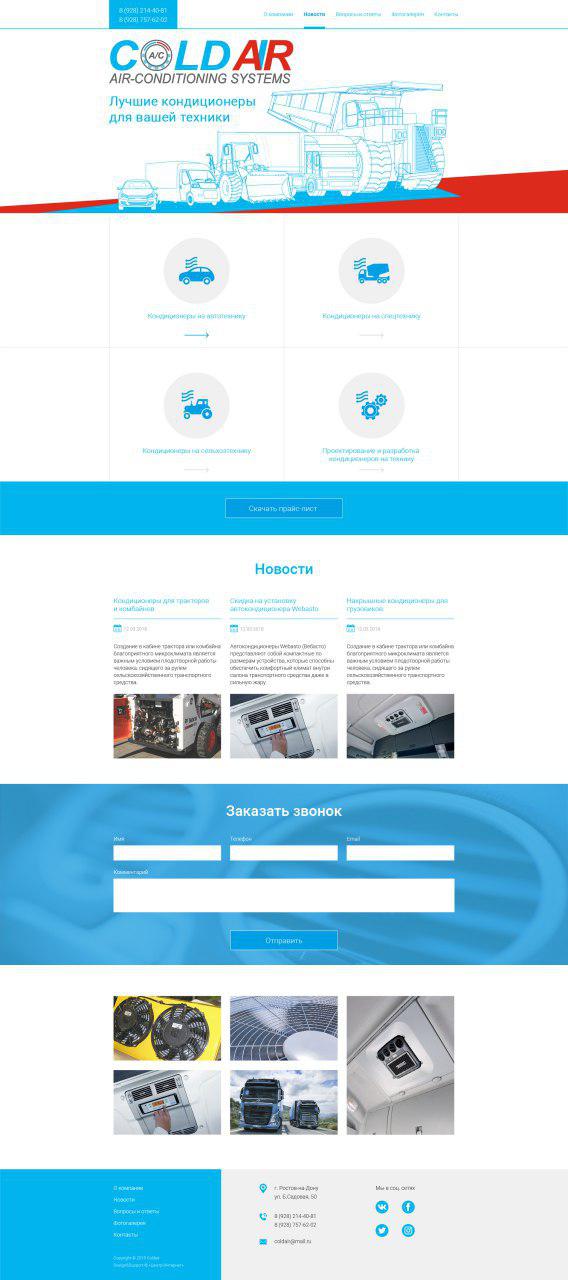 8 (928) 214-40-81
8 (928) 757-62-02
О компании Новости Вопросы и ответы Фотогалерея Контакты
COLD AIR
A/C
AIR-CONDITIONING SYSTEMS
Лучшие кондиционеры
для вашей техники
Кондиционеры на автотехнику
Кондиционеры на спецтехнику
Кондиционеры на сельхозтехнику
Проектирование и разработка
кондиционеров на технику
Скачать прайс-лист
Новости
Кондиционеры для тракторов
и комбайнов
12.03.2018
Создание в кабине трактора или комбайна
благоприятного микроклимата является
важным условием плодотворной работы
человека, сидящего за рулем
сельскохозяйственного транспортного
средства.
Скидка на установку
автокондиционера Webasto
12.03.2018
Автокондиционеры Webasto (Вебасто)
представляют собой компактные по
размерам устройства, которые способны
обеспечить комфортный климат внутри
салона транспортного средства даже в
сильную жару.
Накрышные кондиционеры для
грузовиков
12.03.2018
Создание в кабине трактора или комбайна
благоприятного микроклимата является
важным условием плодотворной работы
человека, сидящего за рулем
сельскохозяйственного транспортного
средства.
Заказать звонок
Имя Телефон Email
Комментарий
Отправить
О компании
Новости
Вопросы и ответы
Фотогалерея
Контакты
г. Ростов-на-Дону
ул. Б.Садовая, 50
8 (928) 214-40-81
8 (928) 757-62-02
coldair@mail.ru
Мы в соц. сетях